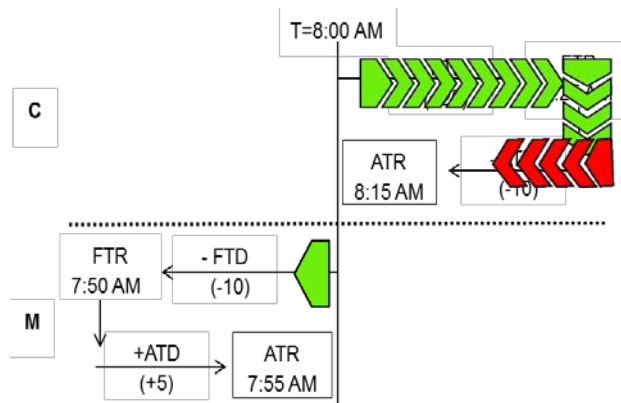 T=8:00 AM
C
ATR
8:15 AM
(-10)
FTR
7:50 AM
- FTD
(-10)
M
+ATD
(+5)
ATR
7:55 AM